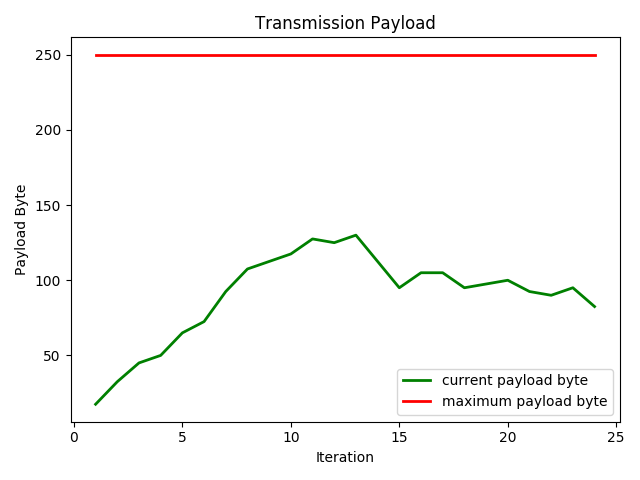 Transmission Payload
250
200
150
100
50
Payload Byte
0
5
10
15
20
25
Iteration
current payload byte
maximum payload byte